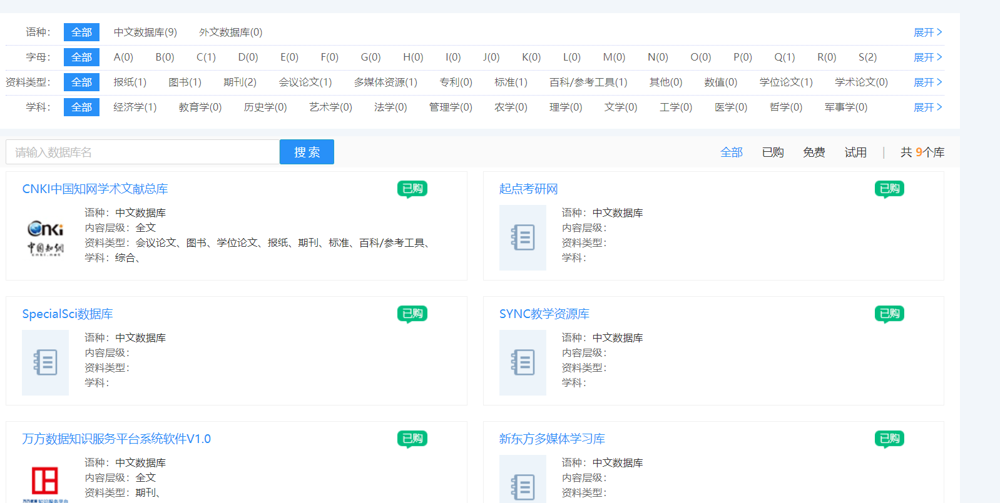 语种： 全部 中文数据库(9) 外文数据库(0) 展开 >
字母： 全部 A(0) B(0) C(1) D(0) E(0) F(0) G(0) H(0) I(0) J(0) K(0) L(0) M(0) N(0) O(0) P(0) Q(1) R(0) S(2) 展开 >
资料类型： 全部 报纸(1) 图书(1) 期刊(2) 会议论文(1) 多媒体资源(1) 专利(0) 标准(1) 百科/参考工具(1) 其他(0) 数值(0) 学位论文(1) 学术论文(0) 展开 >
学科： 全部 经济学(1) 教育学(0) 历史学(0) 艺术学(0) 法学(0) 管理学(0) 农学(0) 理学(0) 文学(0) 工学(0) 医学(0) 哲学(0) 军事学(0) 展开 >
请输入数据库名 搜 索 全部 已购 免费 试用 | 共 9个库
CNKI中国知网学术文献总库 已购
cnki
中国知网
cnki.net
语种：中文数据库
内容层级：全文
资料类型：会议论文、图书、学位论文、报纸、期刊、标准、百科/参考工具、
学科：综合、
起点考研网 已购
语种：中文数据库
内容层级：
资料类型：
学科：
SpecialSci数据库 已购
语种：中文数据库
内容层级：
资料类型：
学科：
SYNC教学资源库 已购
语种：中文数据库
内容层级：
资料类型：
学科：
万方数据知识服务平台系统软件V1.0 已购
万方数据 知识服务平台
语种：中文数据库
内容层级：全文
资料类型：期刊、
新东方多媒体学习库 已购
语种：中文数据库
内容层级：
资料类型：